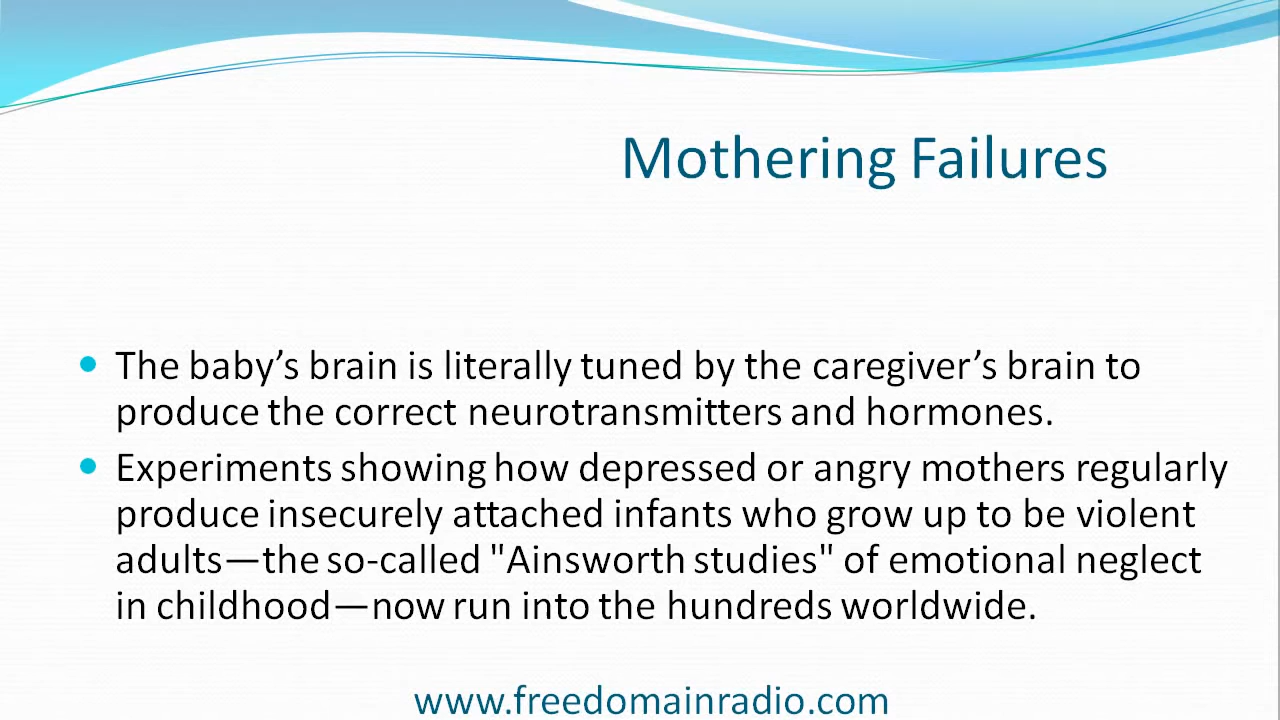 Mothering Failures
The baby’s brain is literally tuned by the caregiver’s brain to
produce the correct neurotransmitters and hormones.
Experiments showing how depressed or angry mothers regularly
produce insecurely attached infants who grow up to be violent
adults—the so-called "Ainsworth studies" of emotional neglect
in childhood—now run into the hundreds worldwide.
www.freedomainradio.com